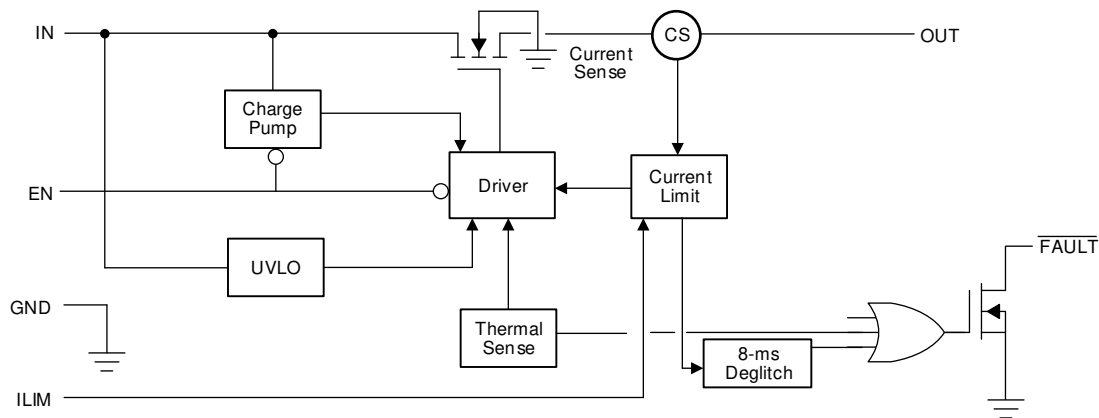 IN
CS
OUT
Current
Sense
Charge
Pump
EN
Driver
Current
Limit
FAULT
UVLO
GND
Thermal
Sense
8-ms
Deglitch
ILIM